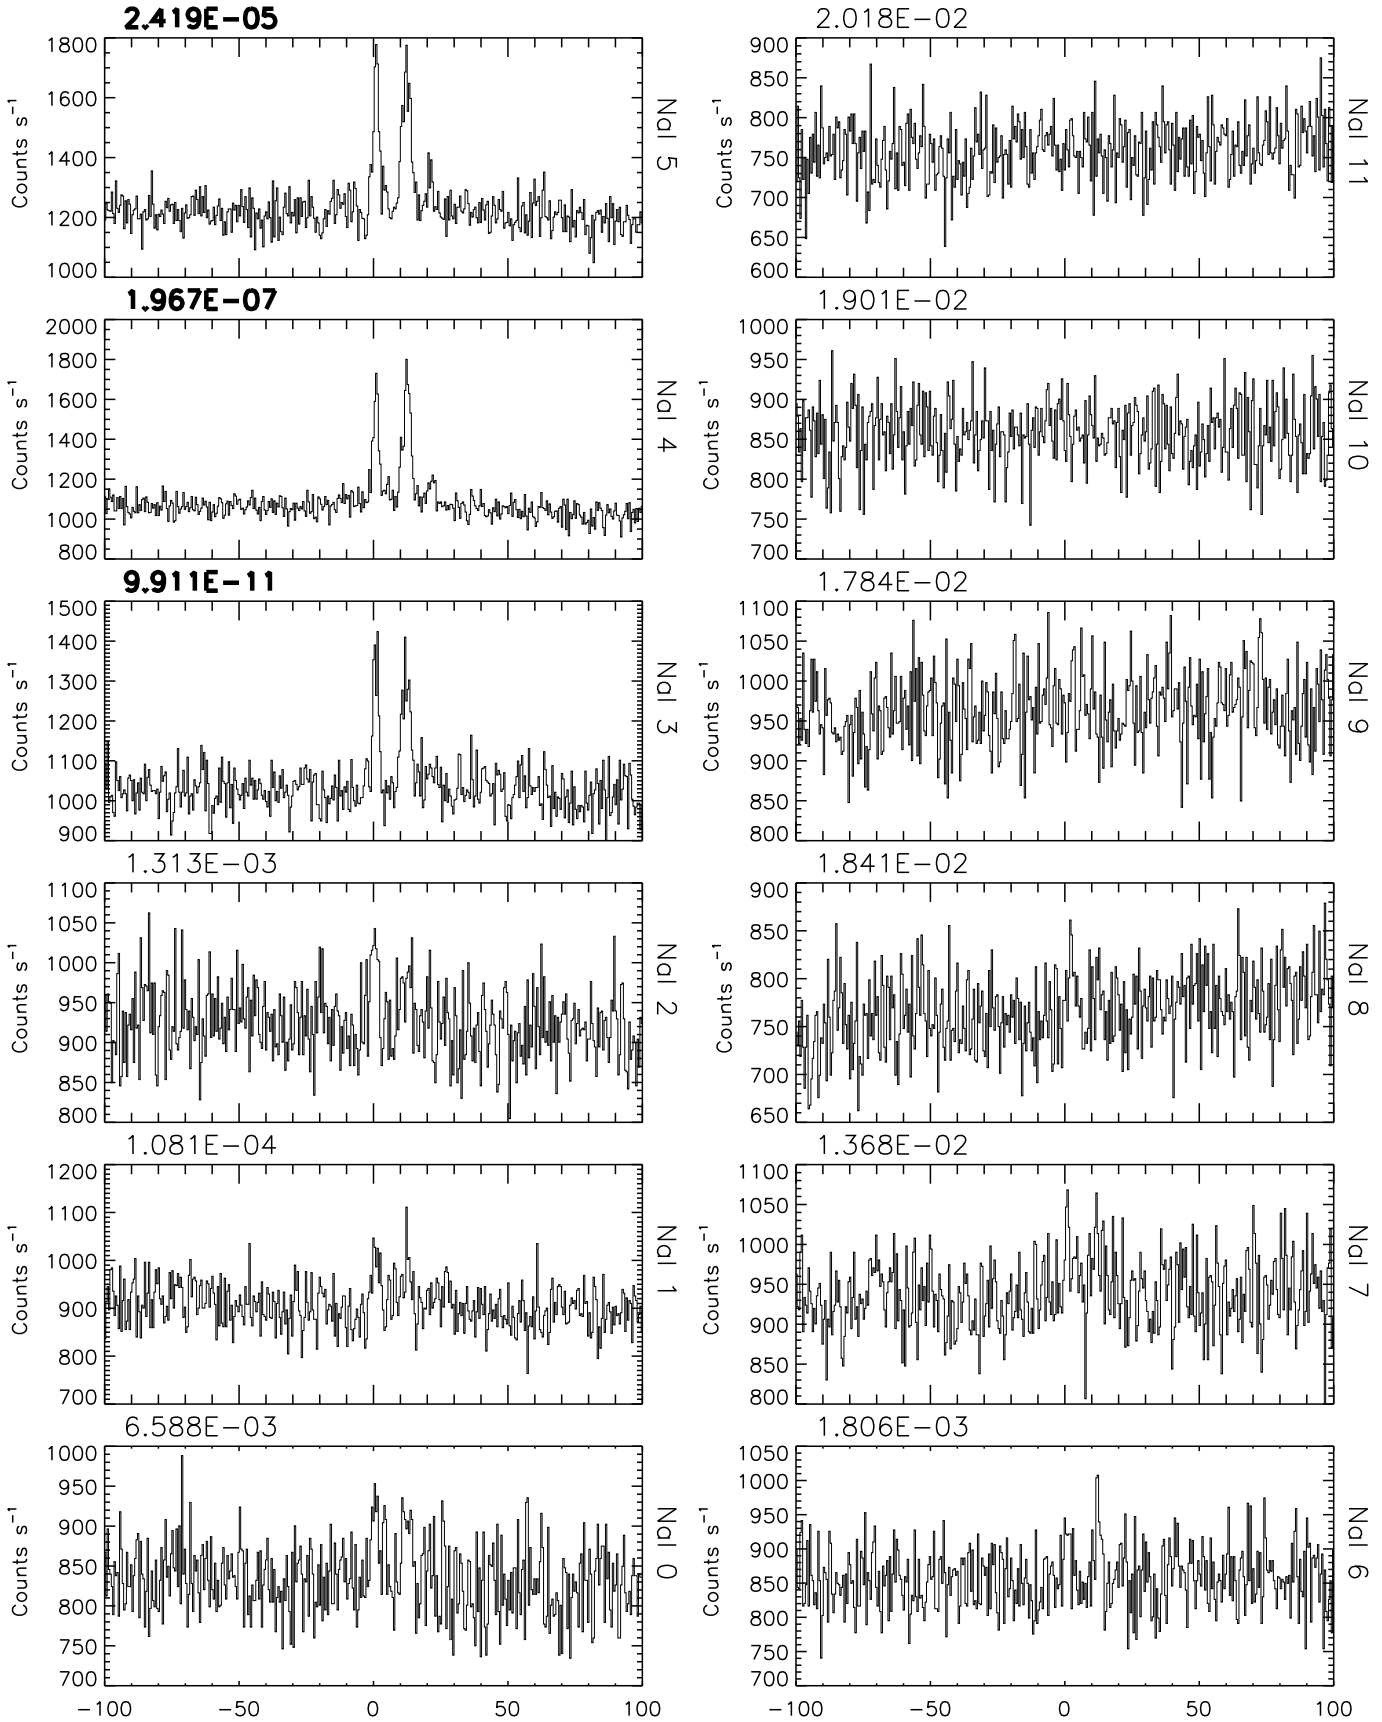 2.419E-05
1800
1600
1400
1200
1000
Counts s⁻¹
NaI 5
2.018E-02
900
850
800
750
700
650
600
Counts s⁻¹
NaI 11
1.967E-07
2000
1800
1600
1400
1200
1000
800
Counts s⁻¹
NaI 4
1.901E-02
1000
950
900
850
800
750
700
Counts s⁻¹
NaI 10
9.911E-11
1500
1400
1300
1200
1100
1000
900
Counts s⁻¹
NaI 3
1.784E-02
1100
1050
1000
950
900
850
800
Counts s⁻¹
NaI 9
1.313E-03
1100
1050
1000
950
900
850
800
Counts s⁻¹
NaI 2
1.841E-02
900
850
800
750
700
650
Counts s⁻¹
NaI 8
1.081E-04
1200
1100
1000
900
800
700
Counts s⁻¹
NaI 1
1.368E-02
1100
1050
1000
950
900
850
800
Counts s⁻¹
NaI 7
6.588E-03
1000
950
900
850
800
750
700
Counts s⁻¹
NaI 0
-100 -50 0 50 100
1.806E-03
1050
1000
950
900
850
800
750
700
Counts s⁻¹
NaI 6
-100 -50 0 50 100